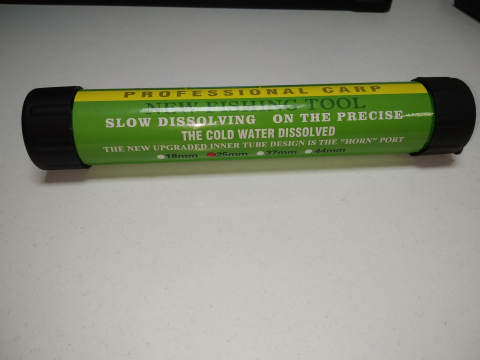 PROFESSIONAL CARP
NEW FISHING TOOL
SLOW DISSOLVING ON THE PRECISE
THE COLD WATER DISSOLVED
THE NEW UPGRADED INNER TUBE DESIGN IS THE "HORN" PORT
18mm 25mm 37mm 44mm